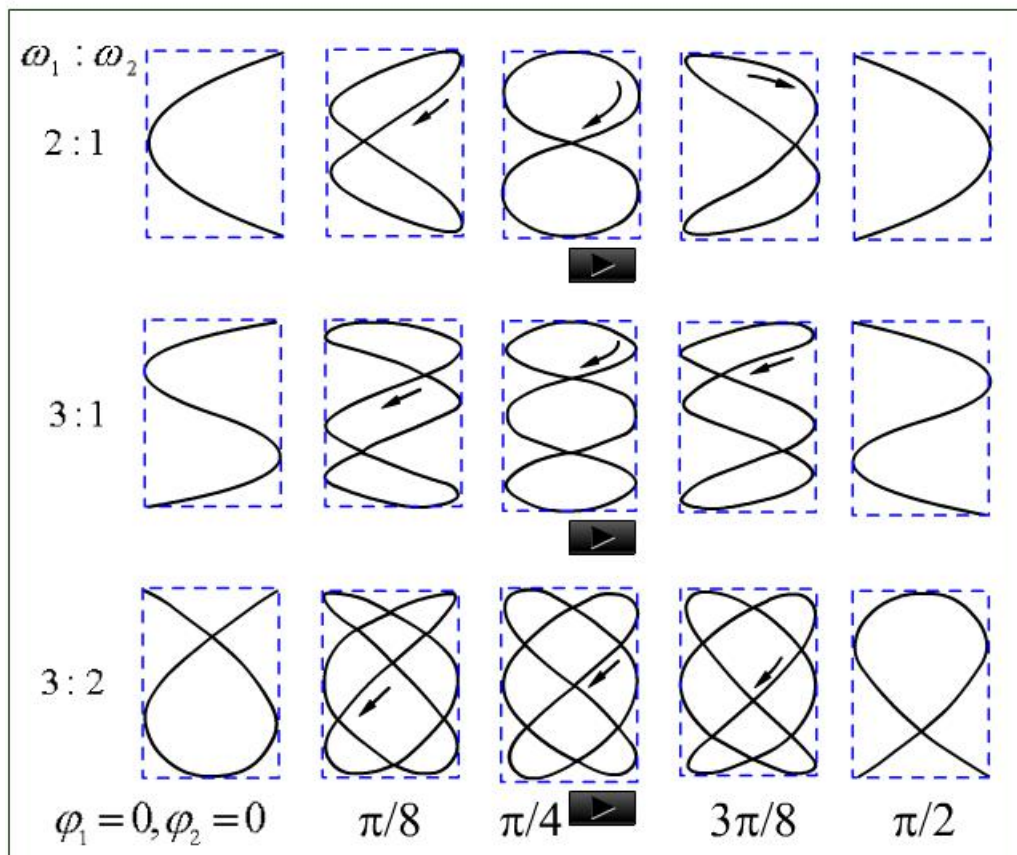 ω₁ : ω₂
2 : 1
3 : 1
3 : 2
φ₁ = 0, φ₂ = 0 π/8 π/4 3π/8 π/2